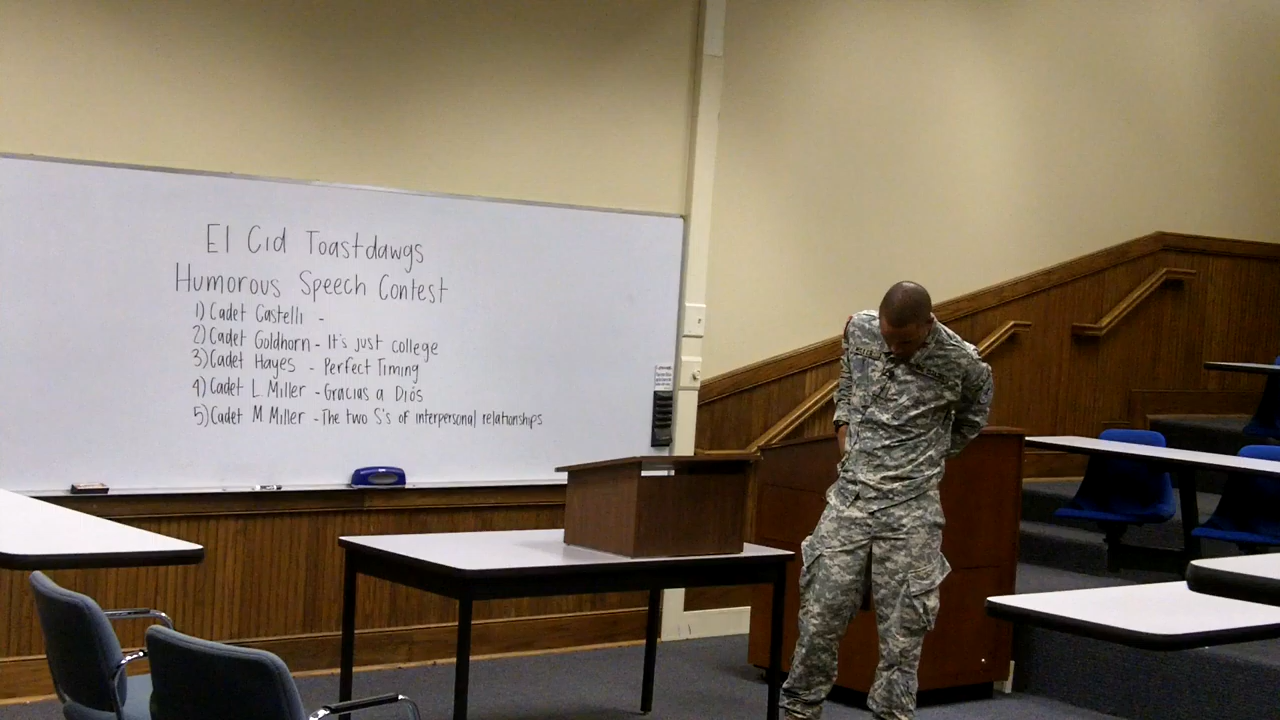 El Cid Toastdawgs
Humorous Speech Contest
1) Cadet Castelli -
2) Cadet Goldhorn - It's just college
3) Cadet Hayes - Perfect Timing
4) Cadet L. Miller - Gracias a Diós
5) Cadet M Miller - The two S's of interpersonal relationships